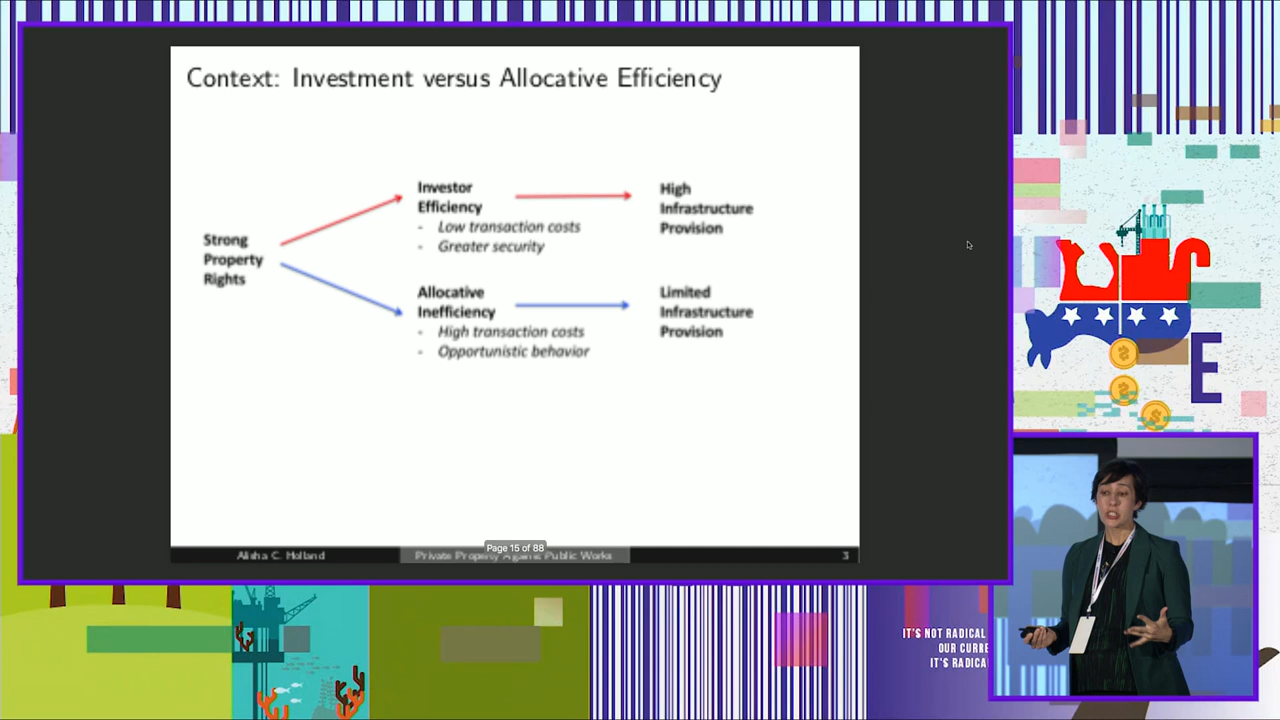 Context: Investment versus Allocative Efficiency
Strong
Property
Rights
Investor
Efficiency
- Low transaction costs
- Greater security
High
Infrastructure
Provision
Allocative
Inefficiency
- High transaction costs
- Opportunistic behavior
Limited
Infrastructure
Provision
Page 15 of 88
Alisha C. Holland
Private Property Against Public Works
3
E
IT'S NOT RADICAL
OUR CURRE
IT'S RADICA